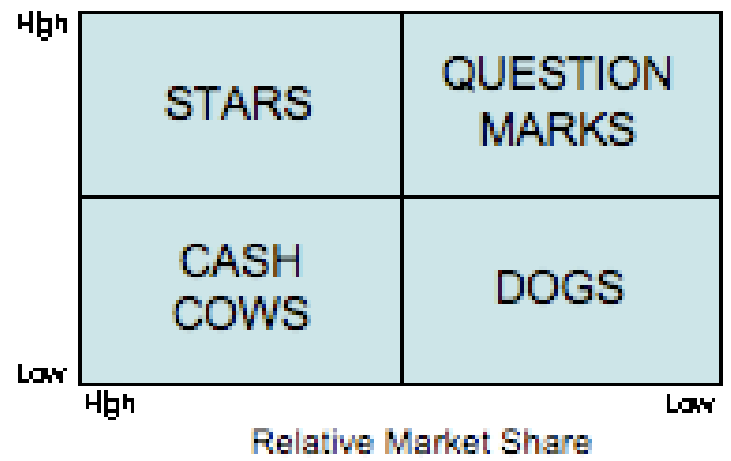 High
STARS
QUESTION
MARKS
CASH
COWS
DOGS
Low
High
Low
Relative Market Share